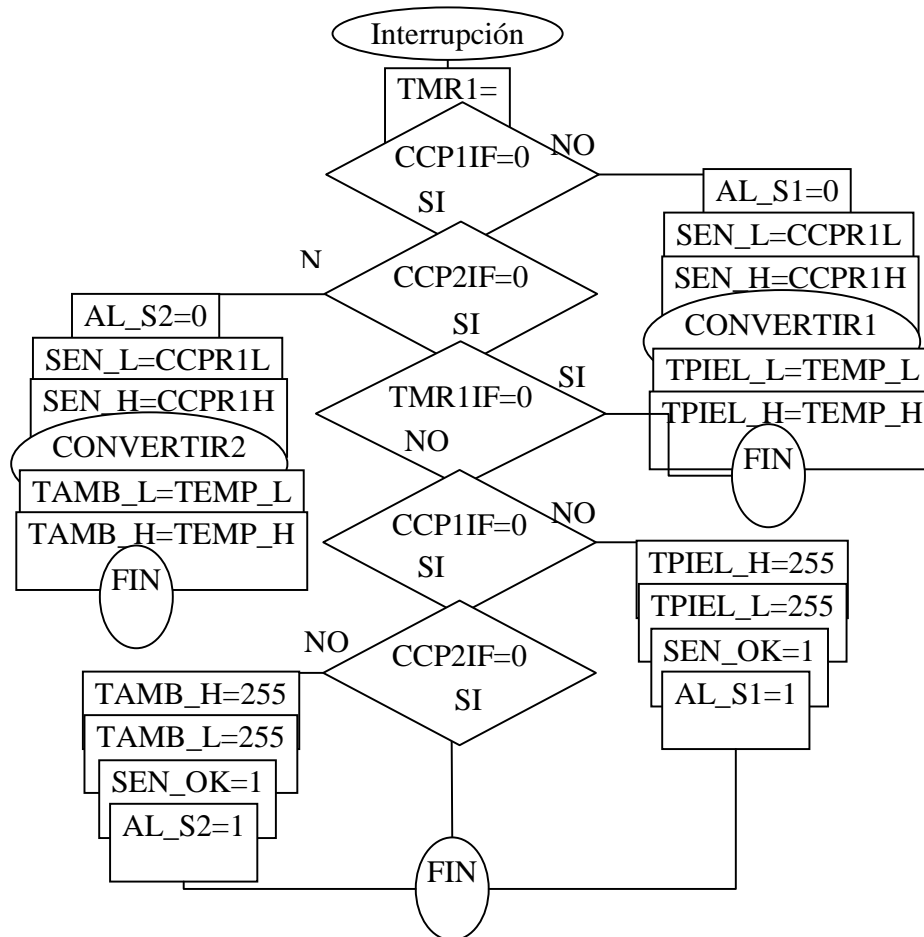 Interrupción
TMR1=
CCP1IF=0
NO
SI
AL_S1=0
SEN_L=CCPR1L
SEN_H=CCPR1H
CONVERTIR1
TPIEL_L=TEMP_L
TPIEL_H=TEMP_H
FIN
N
CCP2IF=0
SI
AL_S2=0
SEN_L=CCPR1L
SEN_H=CCPR1H
CONVERTIR2
TAMB_L=TEMP_L
TAMB_H=TEMP_H
FIN
TMR1IF=0
SI
NO
CCP1IF=0
NO
SI
TPIEL_H=255
TPIEL_L=255
SEN_OK=1
AL_S1=1
NO
CCP2IF=0
SI
TAMB_H=255
TAMB_L=255
SEN_OK=1
AL_S2=1
FIN